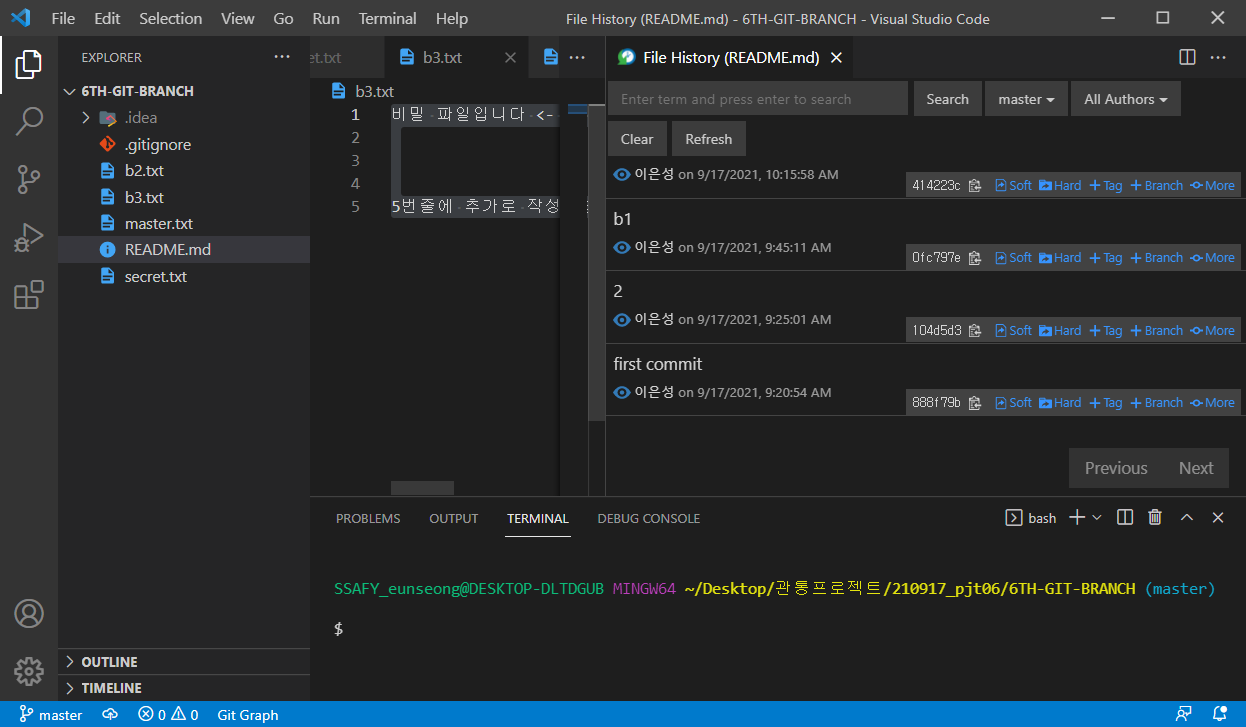 File Edit Selection View Go Run Terminal Help File History (README.md) - 6TH-GIT-BRANCH - Visual Studio Code
EXPLORER
6TH-GIT-BRANCH
.idea
.gitignore
b2.txt
b3.txt
master.txt
README.md
secret.txt
OUTLINE
TIMELINE
et.txt b3.txt
b3.txt
1 비밀 파일입니다 <-
2
3
4
5 5번줄에 추가로 작성
File History (README.md)
Enter term and press enter to search Search master All Authors
Clear Refresh
이은성 on 9/17/2021, 10:15:58 AM
414223c Soft Hard Tag Branch More
b1
이은성 on 9/17/2021, 9:45:11 AM
0fc797e Soft Hard Tag Branch More
2
이은성 on 9/17/2021, 9:25:01 AM
104d5d3 Soft Hard Tag Branch More
first commit
이은성 on 9/17/2021, 9:20:54 AM
888f79b Soft Hard Tag Branch More
Previous Next
PROBLEMS OUTPUT TERMINAL DEBUG CONSOLE bash
SSAFY_eunseong@DESKTOP-DLTDGUB MINGW64 ~/Desktop/관통프로젝트/210917_pjt06/6TH-GIT-BRANCH (master)
$
master 0 0 Git Graph